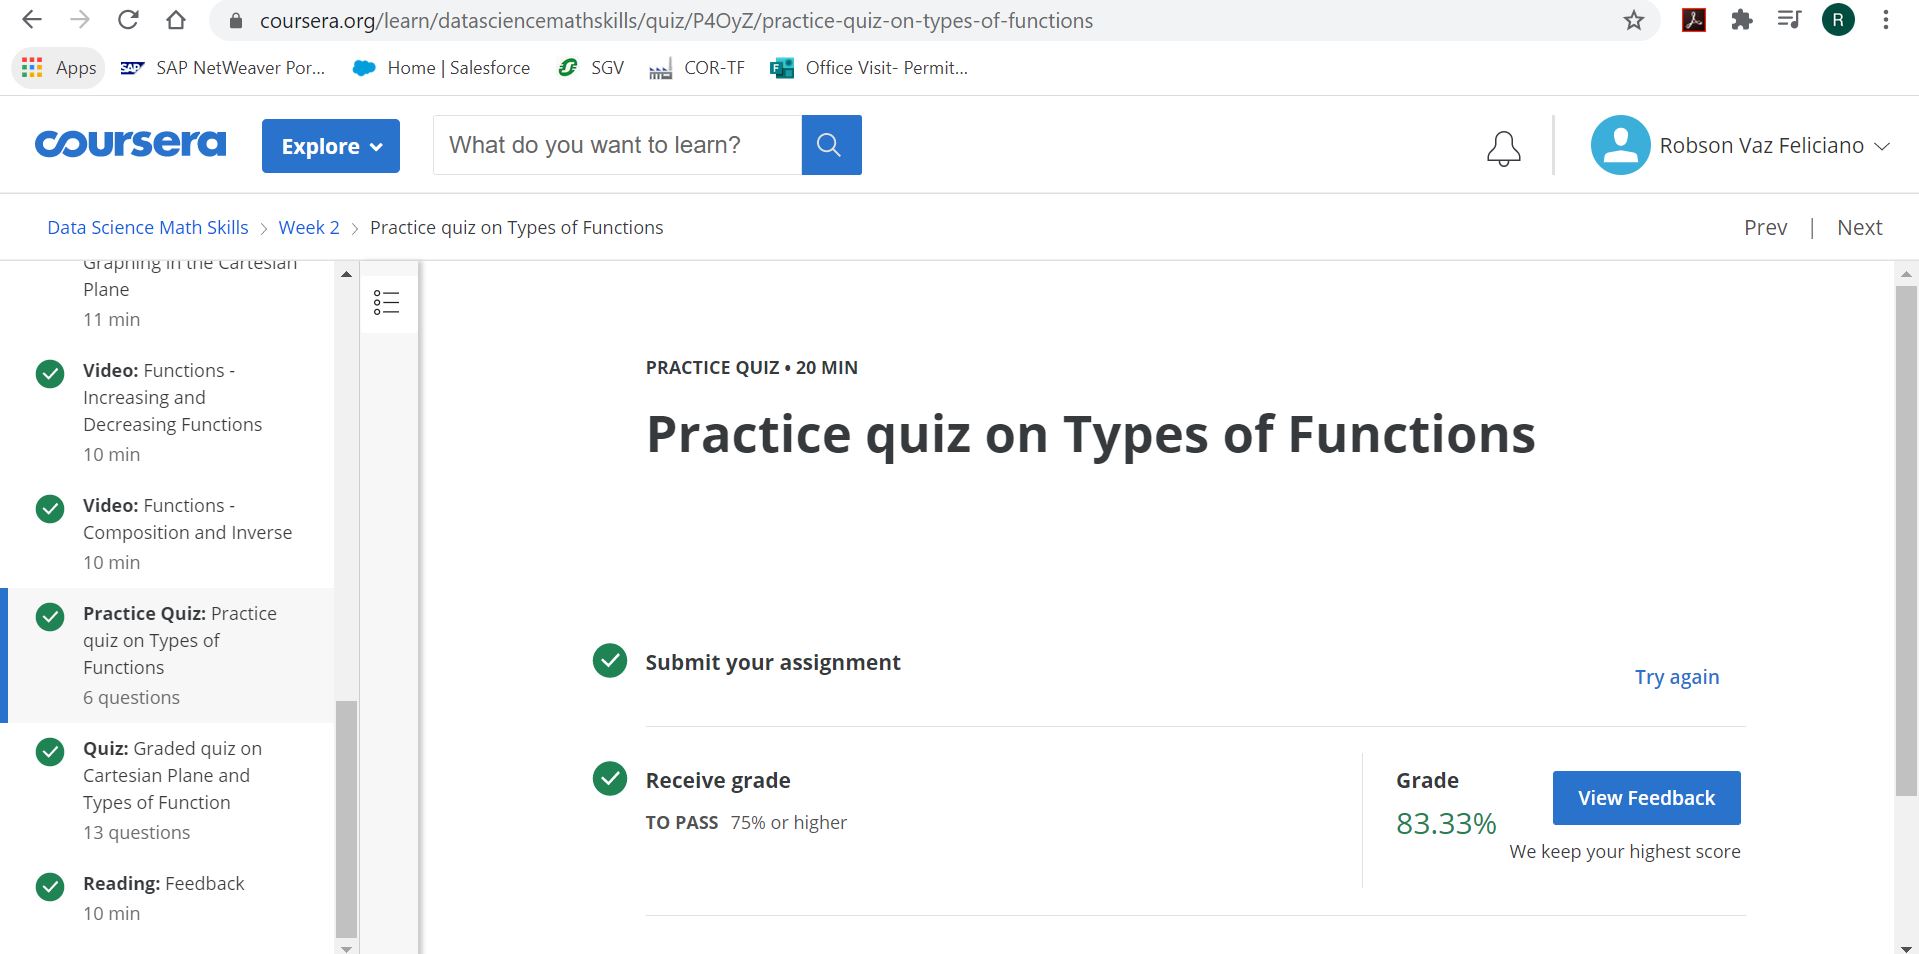 coursera.org/learn/datasciencemathskills/quiz/P4OyZ/practice-quiz-on-types-of-functions
R
Apps
SAP
SAP NetWeaver Por...
Home | Salesforce
SGV
COR-TF
Office Visit- Permit...
coursera
Explore
What do you want to learn?
Robson Vaz Feliciano
Data Science Math Skills > Week 2 > Practice quiz on Types of Functions
Prev | Next
Graphing in the Cartesian
Plane
11 min
Video: Functions -
Increasing and
Decreasing Functions
10 min
Video: Functions -
Composition and Inverse
10 min
Practice Quiz: Practice
quiz on Types of
Functions
6 questions
Quiz: Graded quiz on
Cartesian Plane and
Types of Function
13 questions
Reading: Feedback
10 min
PRACTICE QUIZ • 20 MIN
Practice quiz on Types of Functions
Submit your assignment
Try again
Receive grade
TO PASS 75% or higher
Grade
83.33%
View Feedback
We keep your highest score